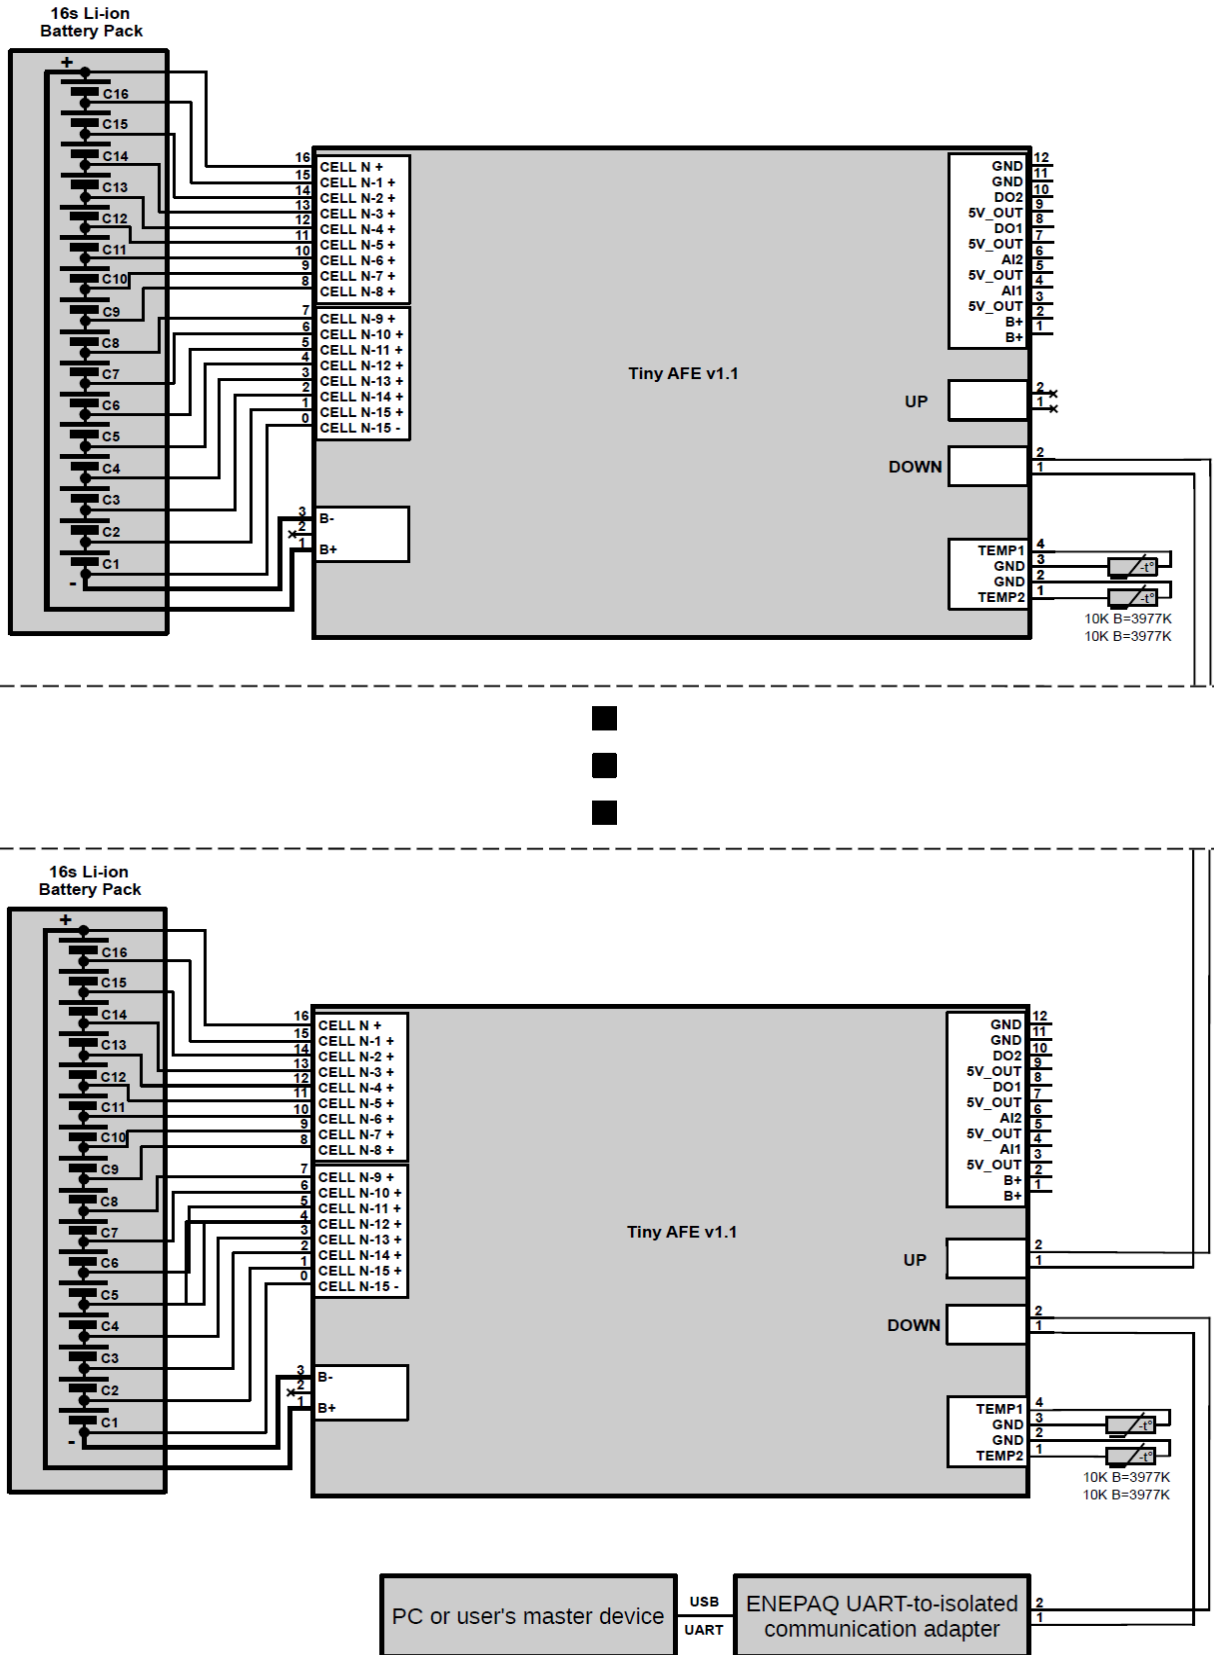 16s Li-ion
Battery Pack
+
C16
C15
C14
C13
C12
C11
C10
C9
C8
C7
C6
C5
C4
C3
C2
C1
-
16 CELL N +
15 CELL N-1 +
14 CELL N-2 +
13 CELL N-3 +
12 CELL N-4 +
11 CELL N-5 +
10 CELL N-6 +
9 CELL N-7 +
8 CELL N-8 +
7 CELL N-9 +
6 CELL N-10 +
5 CELL N-11 +
4 CELL N-12 +
3 CELL N-13 +
2 CELL N-14 +
1 CELL N-15 +
0 CELL N-15 -
3 B-
2
1 B+
Tiny AFE v1.1
GND 12
GND 11
DO2 10
5V_OUT 9
DO1 8
5V_OUT 7
AI2 6
5V_OUT 5
AI1 4
5V_OUT 3
B+ 2
B+ 1
UP
2
1
DOWN
2
1
TEMP1 4
GND 3
GND 2
TEMP2 1
-t°
-t°
10K B=3977K
10K B=3977K
16s Li-ion
Battery Pack
+
C16
C15
C14
C13
C12
C11
C10
C9
C8
C7
C6
C5
C4
C3
C2
C1
-
16 CELL N +
15 CELL N-1 +
14 CELL N-2 +
13 CELL N-3 +
12 CELL N-4 +
11 CELL N-5 +
10 CELL N-6 +
9 CELL N-7 +
8 CELL N-8 +
7 CELL N-9 +
6 CELL N-10 +
5 CELL N-11 +
4 CELL N-12 +
3 CELL N-13 +
2 CELL N-14 +
1 CELL N-15 +
0 CELL N-15 -
3 B-
2
1 B+
Tiny AFE v1.1
GND 12
GND 11
DO2 10
5V_OUT 9
DO1 8
5V_OUT 7
AI2 6
5V_OUT 5
AI1 4
5V_OUT 3
B+ 2
B+ 1
UP
2
1
DOWN
2
1
TEMP1 4
GND 3
GND 2
TEMP2 1
-t°
-t°
10K B=3977K
10K B=3977K
PC or user's master device
USB
UART
ENEPAQ UART-to-isolated
communication adapter
2
1